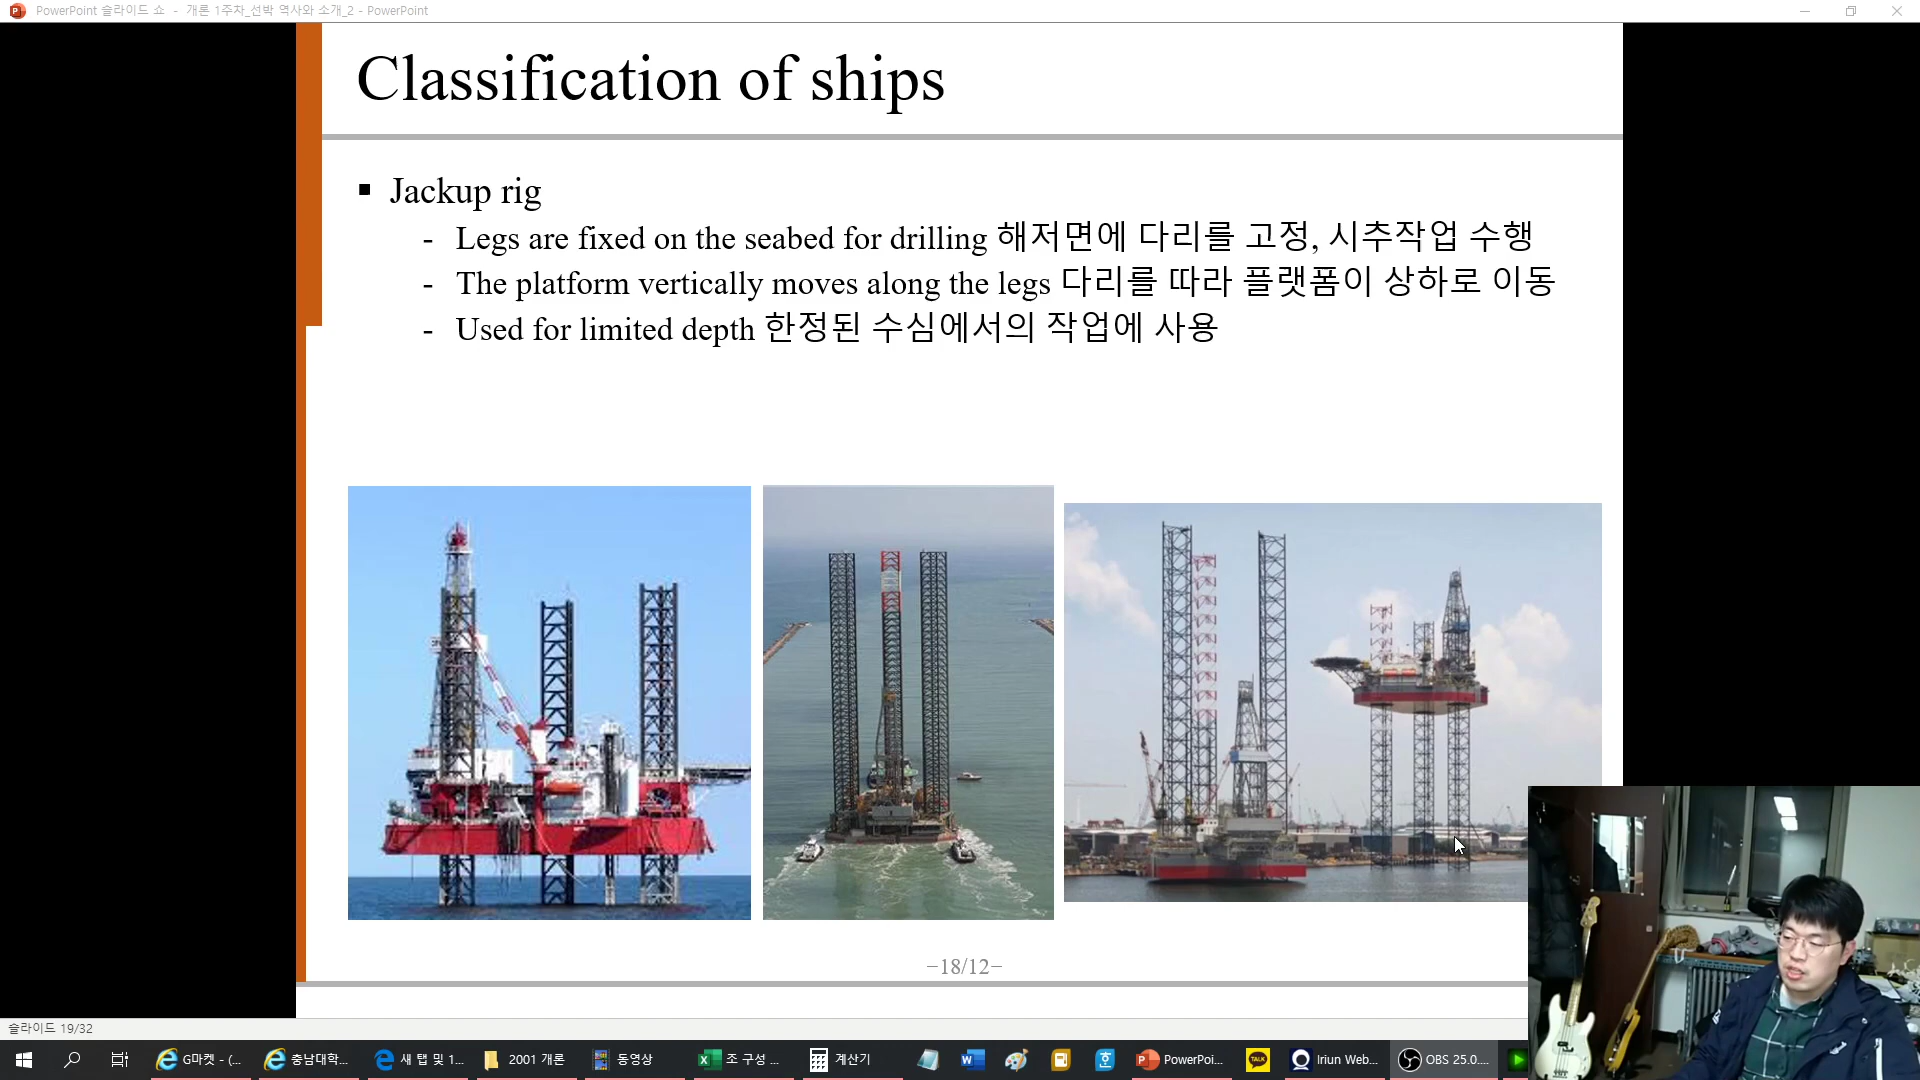 PowerPoint 슬라이드 쇼 - 개론 1주차_선박 역사와 소개_2 - PowerPoint
Classification of ships
▪ Jackup rig
- Legs are fixed on the seabed for drilling 해저면에 다리를 고정, 시추작업 수행
- The platform vertically moves along the legs 다리를 따라 플랫폼이 상하로 이동
- Used for limited depth 한정된 수심에서의 작업에 사용
−18/12−
슬라이드 19/32
G마켓 - (... 충남대학... 새 탭 및 1... 2001 개론 동영상 조 구성 ... 계산기 PowerPoi... TALK Iriun Web... OBS 25.0....